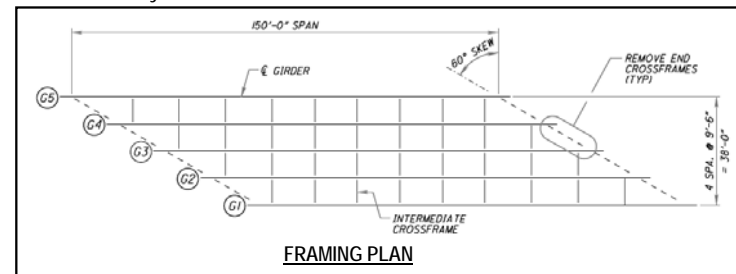 150'-0" SPAN
60° SKEW
REMOVE END
CROSSFRAMES
(TYP)
℄ GIRDER
G5
G4
G3
G2
G1
4 SPA. @ 9'-6"
= 38'-0"
INTERMEDIATE
CROSSFRAME
FRAMING PLAN